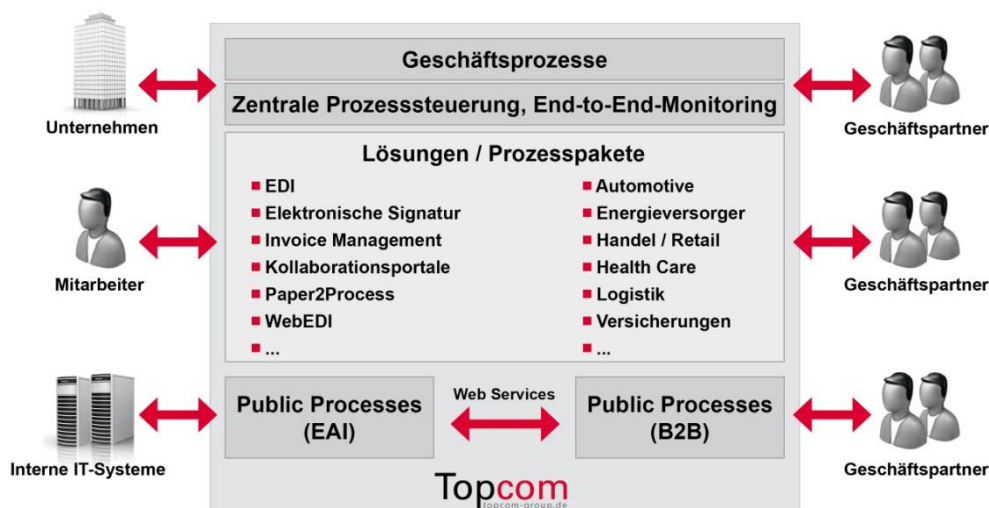 Geschäftsprozesse
Zentrale Prozesssteuerung, End-to-End-Monitoring
Unternehmen
Geschäftspartner
Lösungen / Prozesspakete
EDI
Elektronische Signatur
Invoice Management
Kollaborationsportale
Paper2Process
WebEDI
...
Automotive
Energieversorger
Handel / Retail
Health Care
Logistik
Versicherungen
...
Mitarbeiter
Geschäftspartner
Public Processes
(EAI)
Web Services
Public Processes
(B2B)
Interne IT-Systeme
Geschäftspartner
Topcom
topcom-group.de